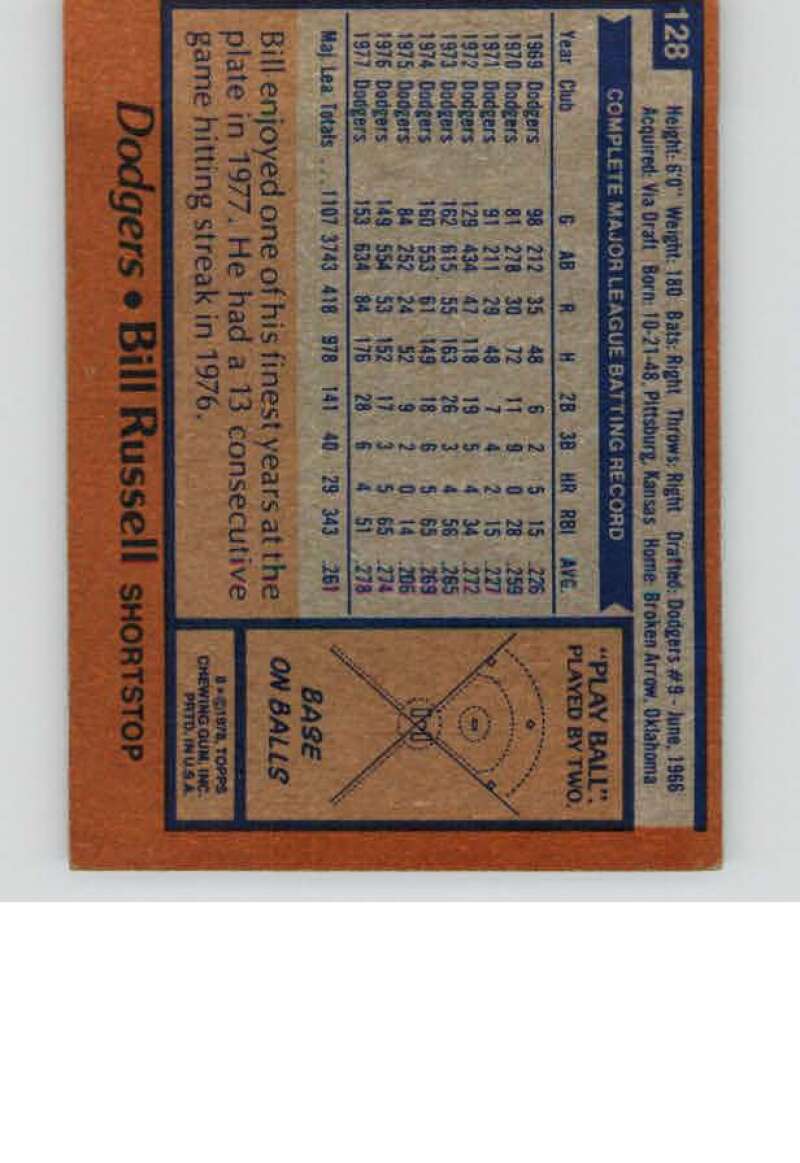 128
Height: 6'0" Weight: 180 Bats: Right Throws: Right Drafted: Dodgers #9 - June, 1966
Acquired: Via Draft Born: 10-21-48, Pittsburg, Kansas Home: Broken Arrow, Oklahoma
COMPLETE MAJOR LEAGUE BATTING RECORD
Year Club G AB R H 2B 3B HR RBI AVG.
1969 Dodgers 98 212 35 48 6 2 5 15 .226
1970 Dodgers 81 278 30 72 11 9 0 28 .259
1971 Dodgers 91 211 29 48 7 4 2 15 .227
1972 Dodgers 129 434 47 118 19 5 4 34 .272
1973 Dodgers 162 615 55 163 26 3 4 56 .265
1974 Dodgers 160 553 61 149 18 6 5 65 .269
1975 Dodgers 84 252 24 52 9 2 0 14 .206
1976 Dodgers 149 554 53 152 17 3 5 65 .274
1977 Dodgers 153 634 84 176 28 6 4 51 .278
Maj. Lea. Totals ... 1107 3743 418 978 141 40 29 343 .261
Bill enjoyed one of his finest years at the
plate in 1977. He had a 13 consecutive
game hitting streak in 1976.
"PLAY BALL".
PLAYED BY TWO.
BASE
ON BALLS
8•©1978, TOPPS
CHEWING GUM, INC.
PRTD. IN U.S.A.
Dodgers • Bill Russell SHORTSTOP